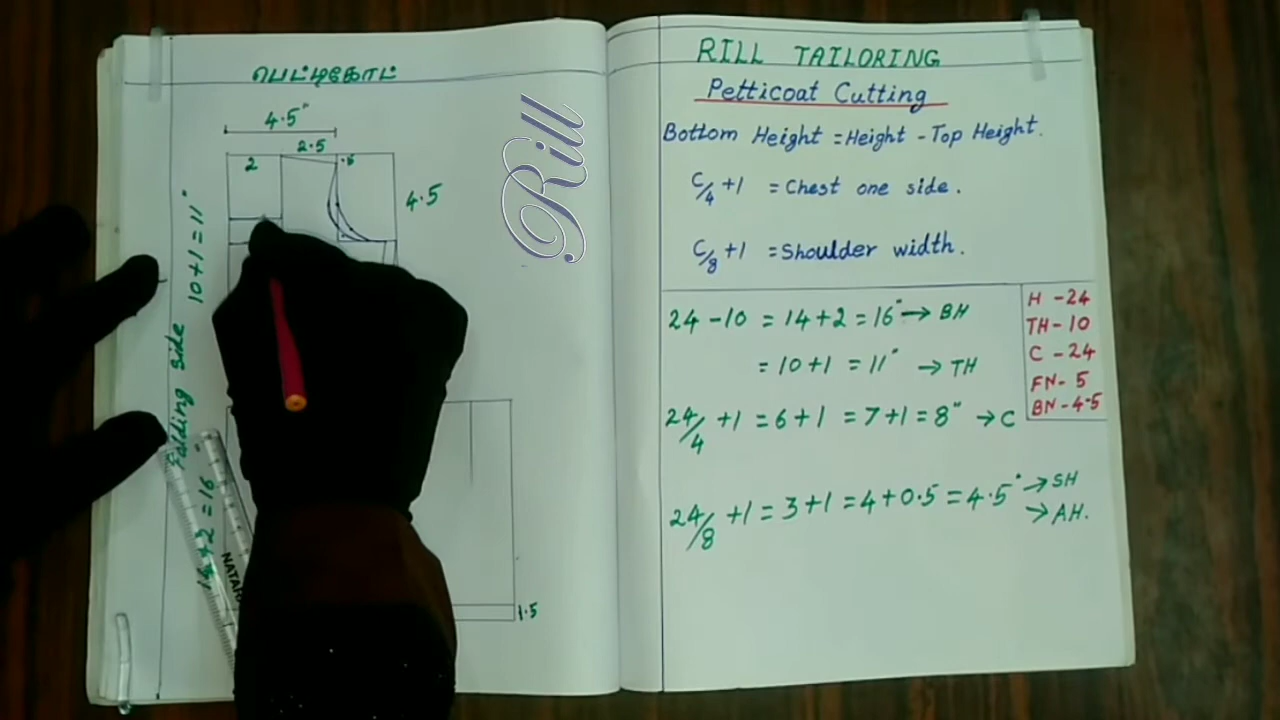 பெட்டிகோட்
4.5"
2.5
2
.5
4.5
10+1=11"
Folding side
14+2=16"
NATAR
1.5
Rill
RILL TAILORING
Petticoat Cutting
Bottom Height = Height - Top Height.
C/4 +1 = Chest one side.
C/8 +1 = Shoulder width.
24-10 = 14+2 = 16" → BH
= 10+1 = 11" → TH
24/4 +1 = 6+1 = 7+1 = 8" → C
24/8 +1 = 3+1 = 4+0.5 = 4.5" → SH
→ AH.
H -24
TH- 10
C -24
FN- 5
BN-4.5